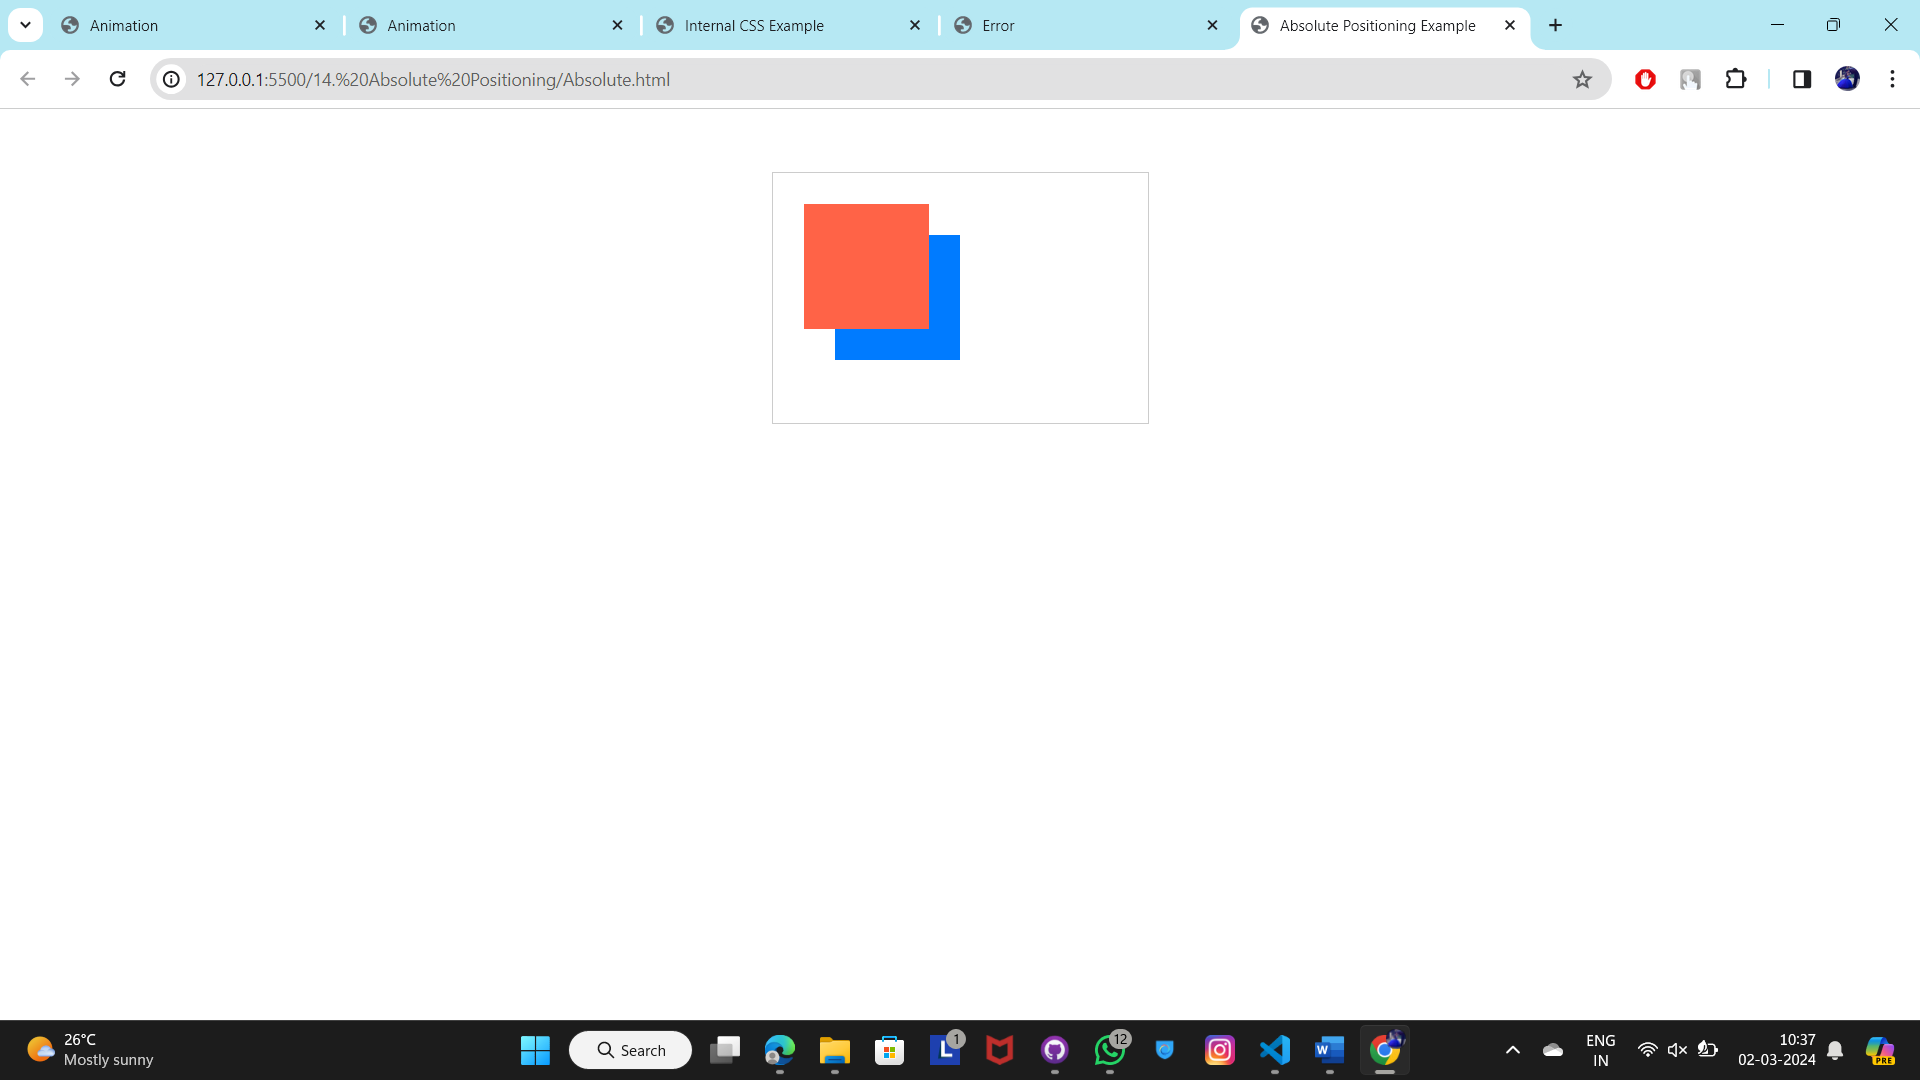 Animation
Animation
Internal CSS Example
Error
Absolute Positioning Example
127.0.0.1:5500/14.%20Absolute%20Positioning/Absolute.html
26°C
Mostly sunny
Search
L
1
12
W
ENG
IN
10:37
02-03-2024
PRE